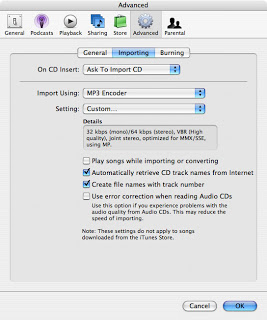 Advanced
General Podcasts Playback Sharing Store Advanced Parental
General Importing Burning
On CD Insert: Ask To Import CD
Import Using: MP3 Encoder
Setting: Custom...
Details
32 kbps (mono)/64 kbps (stereo), VBR (High
quality), joint stereo, optimized for MMX/SSE,
using MP.
Play songs while importing or converting
Automatically retrieve CD track names from Internet
Create file names with track number
Use error correction when reading Audio CDs
Use this option if you experience problems with the
audio quality from Audio CDs. This may reduce the
speed of importing.
Note: These settings do not apply to songs
downloaded from the iTunes Store.
Cancel OK